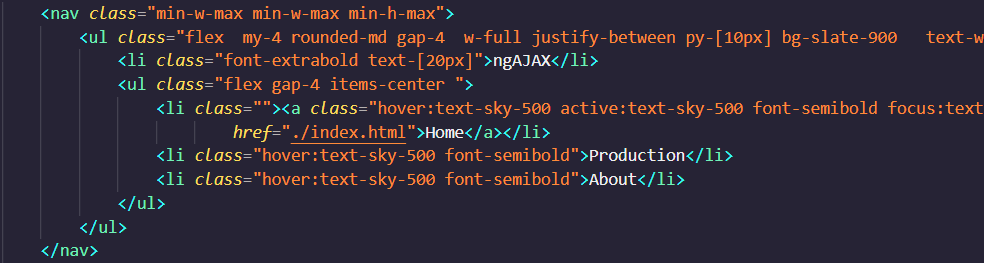 <nav class="min-w-max min-w-max min-h-max">
<ul class="flex  my-4 rounded-md gap-4  w-full justify-between py-[10px] bg-slate-900   text-w
<li class="font-extrabold text-[20px]">ngAJAX</li>
<ul class="flex gap-4 items-center ">
<li class=""><a class="hover:text-sky-500 active:text-sky-500 font-semibold focus:text
href="./index.html">Home</a></li>
<li class="hover:text-sky-500 font-semibold">Production</li>
<li class="hover:text-sky-500 font-semibold">About</li>
</ul>
</ul>
</nav>